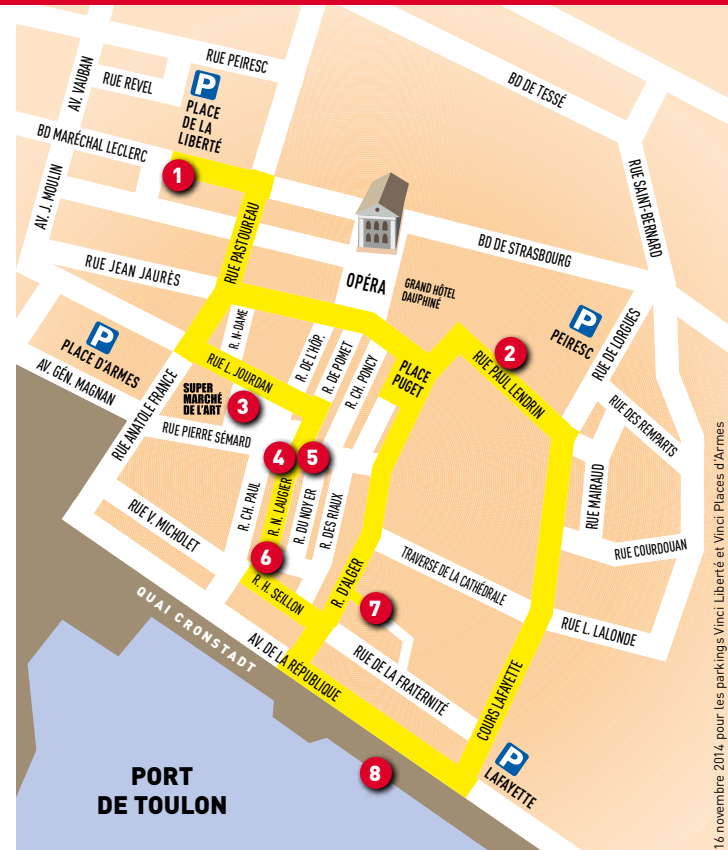 RUE PEIRESC
AV. VAUBAN
RUE REVEL
P
PLACE
DE LA
LIBERTÉ
BD DE TESSÉ
BD MARÉCHAL LECLERC
1
RUE SAINT-BERNARD
AV. J. MOULIN
RUE PASTOUREAU
BD DE STRASBOURG
RUE JEAN JAURÈS
OPÉRA
GRAND HÔTEL
DAUPHINÉ
P
PLACE D'ARMES
AV. GÉN. MAGNAN
R. N-DAME
R. DE L'HÔP.
R. DE POMET
R. CH. PONCY
PLACE
PUGET
2
RUE PAUL LENDRIN
P
PEIRESC
RUE DE LORGUES
RUE L. JOURDAN
SUPER
MARCHÉ
DE L'ART
3
RUE ANATOLE FRANCE
RUE PIERRE SÉMARD
RUE DES REMPARTS
4
5
R. CH. PAUL
R. N. LAUGIER
R. DU NOY ER
R. DES RIAUX
RUE MAIRAUD
RUE V. MICHOLET
RUE COURDOUAN
6
R. H. SEILLON
R. D'ALGER
TRAVERSE DE LA CATHÉDRALE
7
RUE L. LALONDE
QUAI CRONSTADT
AV. DE LA RÉPUBLIQUE
RUE DE LA FRATERNITÉ
COURS LAFAYETTE
8
P
LAFAYETTE
PORT
DE TOULON
16 novembre 2014 pour les parkings Vinci Liberté et Vinci Places d'Armes